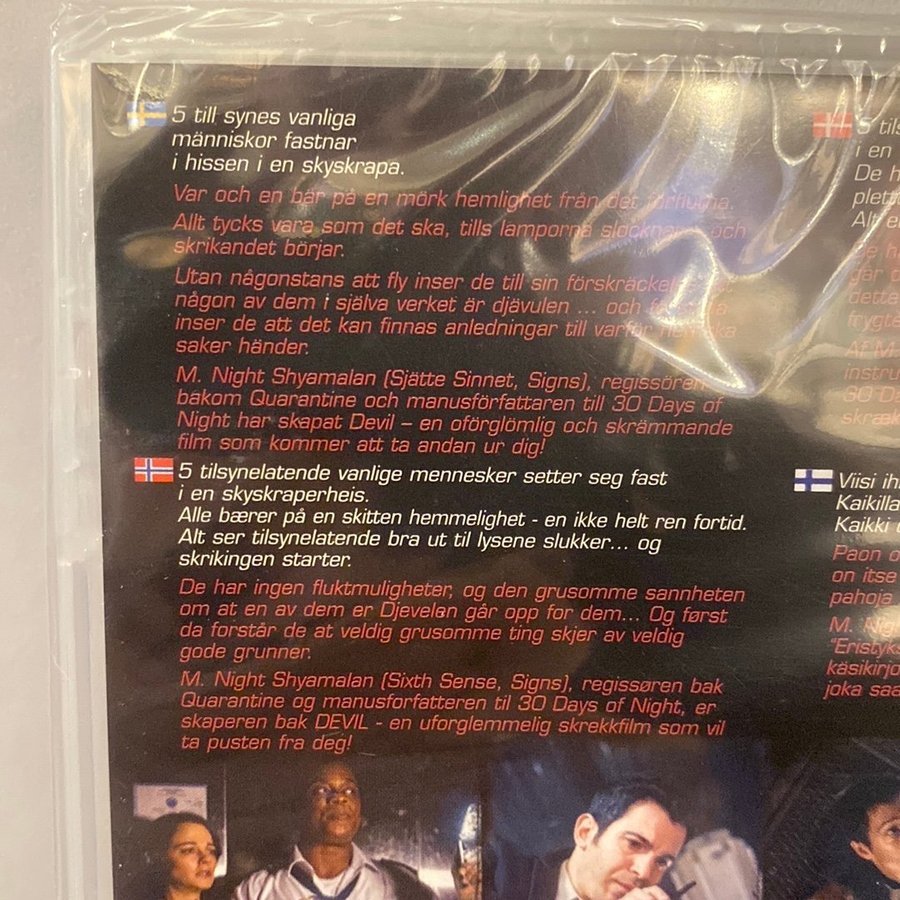 5 till synes vanliga
människor fastnar
i hissen i en skyskrapa.
Var och en bär på en mörk hemlighet från det förflutna.
Allt tycks vara som det ska, tills lamporna slocknar och
skrikandet börjar.
Utan någonstans att fly inser de till sin
någon av dem i själva verket är djävulen ... och
inser de att det kan finnas anledningar till varför
saker händer.
M. Night Shyamalan (Sjätte Sinnet, Signs), regissören
bakom Quarantine och manusförfattaren till 30 Days of
Night har skapat Devil – en oförglömlig och skrämmande
film som kommer att ta andan ur dig!
5 tilsynelatende vanlige mennesker setter seg fast
i en skyskraperheis.
Alle bærer på en skitten hemmelighet - en ikke helt ren fortid.
Alt ser tilsynelatende bra ut til lysene slukker... og
skrikingen starter.
De har ingen fluktmuligheter, og den grusomme sannheten
om at en av dem er Djevelen går opp for dem... Og først
da forstår de at veldig grusomme ting skjer av veldig
gode grunner.
M. Night Shyamalan (Sixth Sense, Signs), regissøren bak
Quarantine og manusforfatteren til 30 Days of Night, er
skaperen bak DEVIL - en uforglemmelig skrekkfilm som vil
ta pusten fra deg!
5 
i en
De
Alt
detta
Af M
30
Viisi
Kaikilla
Kaikki
Paon
on itse
pahoja
M.
joka